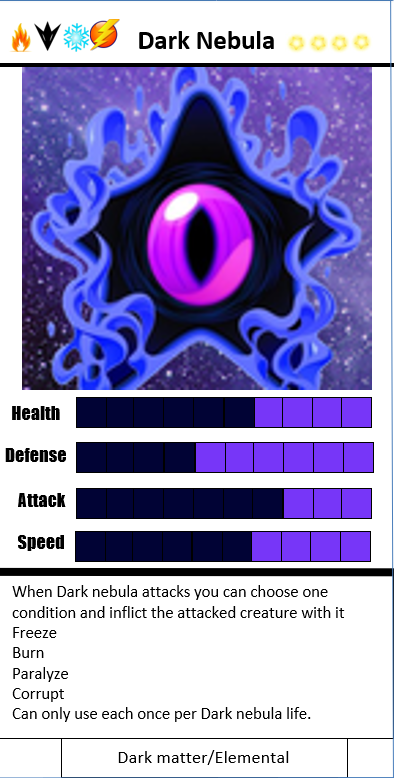 Dark Nebula
Health
Defense
Attack
Speed
When Dark nebula attacks you can choose one
condition and inflict the attacked creature with it
Freeze
Burn
Paralyze
Corrupt
Can only use each once per Dark nebula life.
Dark matter/Elemental